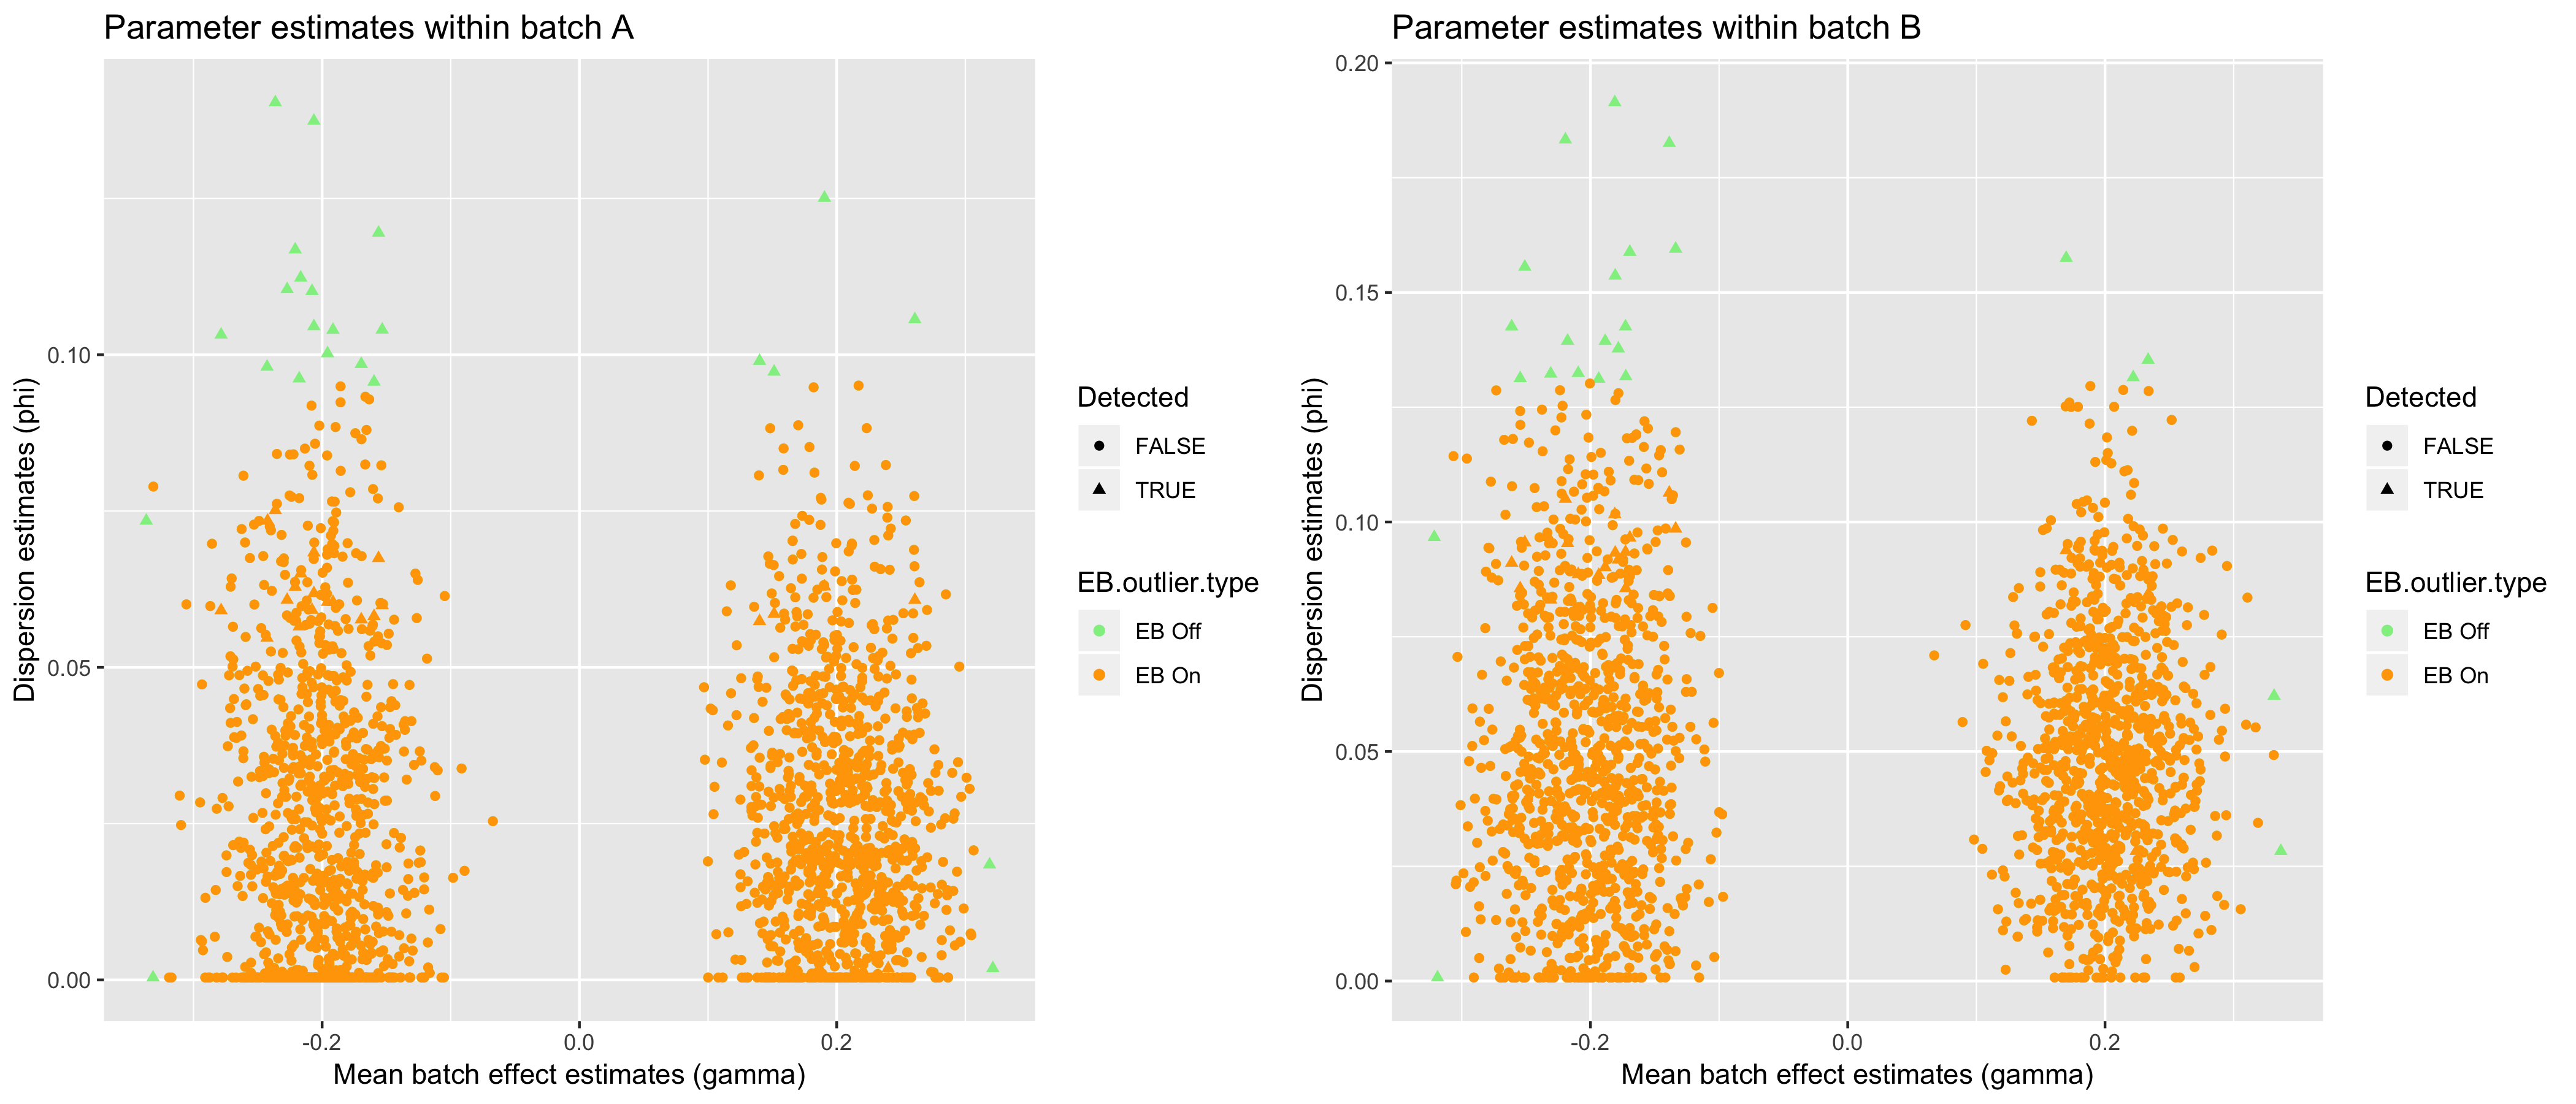 Parameter estimates within batch A
Dispersion estimates (phi)
0.10
0.05
0.00
-0.2
0.0
0.2
Mean batch effect estimates (gamma)
Detected
FALSE
TRUE
EB.outlier.type
EB Off
EB On
Parameter estimates within batch B
Dispersion estimates (phi)
0.20
0.15
0.10
0.05
0.00
-0.2
0.0
0.2
Mean batch effect estimates (gamma)
Detected
FALSE
TRUE
EB.outlier.type
EB Off
EB On